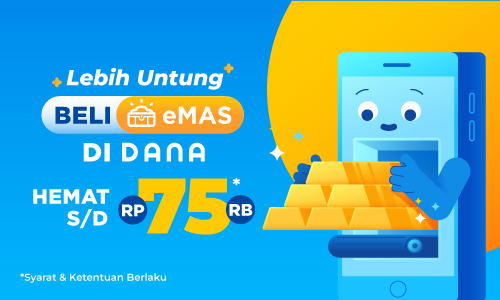 Lebih Untung
BELI eMAS
DI DANA
HEMAT
S/D
RP 75* RB
*Syarat & Ketentuan Berlaku